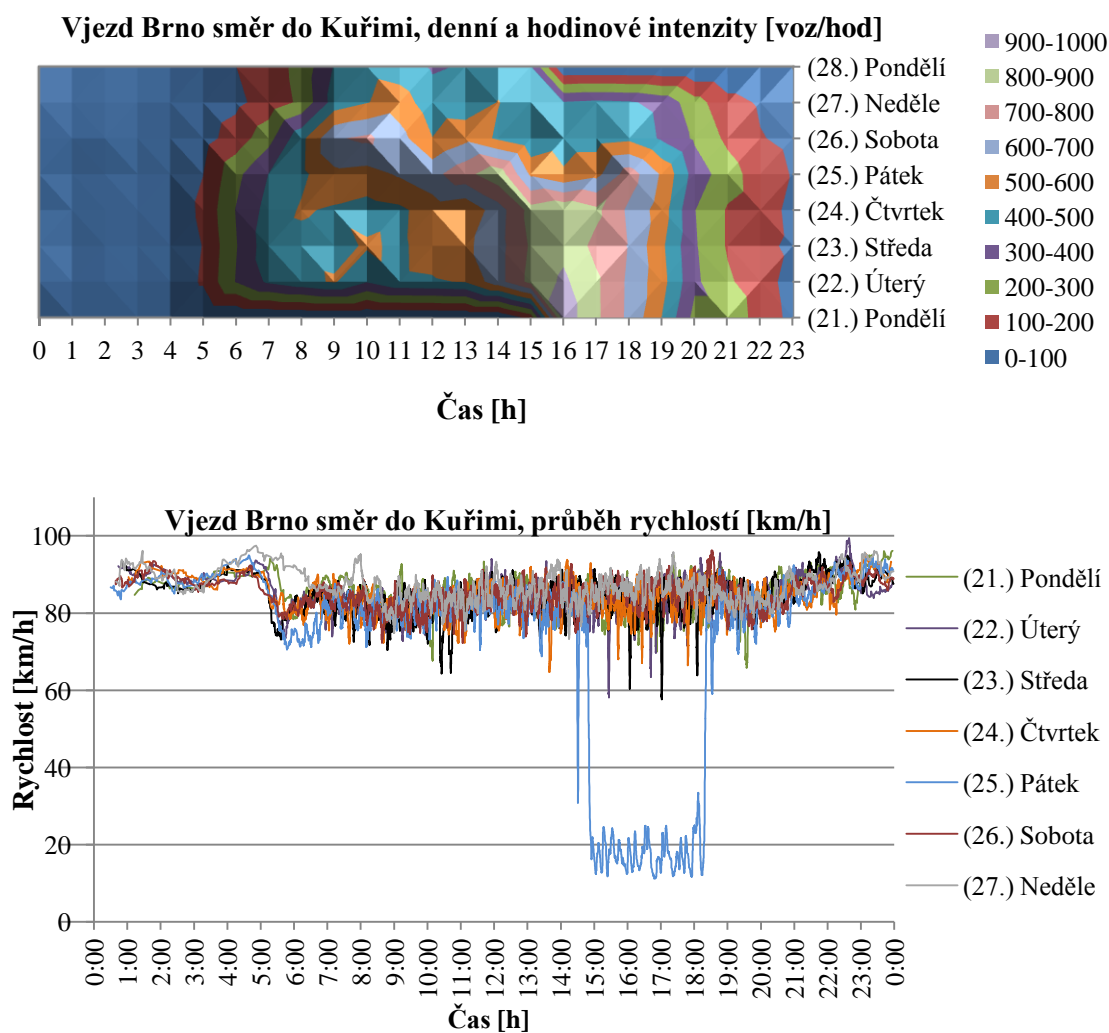 Vjezd Brno směr do Kuřimi, denní a hodinové intenzity [voz/hod]
900-1000
800-900
700-800
600-700
500-600
400-500
300-400
200-300
100-200
0-100
(28.) Pondělí
(27.) Neděle
(26.) Sobota
(25.) Pátek
(24.) Čtvrtek
(23.) Středa
(22.) Úterý
(21.) Pondělí
0 1 2 3 4 5 6 7 8 9 10 11 12 13 14 15 16 17 18 19 20 21 22 23
Čas [h]
Vjezd Brno směr do Kuřimi, průběh rychlostí [km/h]
Rychlost [km/h]
100
80
60
40
20
0
(21.) Pondělí
(22.) Úterý
(23.) Středa
(24.) Čtvrtek
(25.) Pátek
(26.) Sobota
(27.) Neděle
0:00 1:00 2:00 3:00 4:00 5:00 6:00 7:00 8:00 9:00 10:00 11:00 12:00 13:00 14:00 15:00 16:00 17:00 18:00 19:00 20:00 21:00 22:00 23:00 0:00
Čas [h]